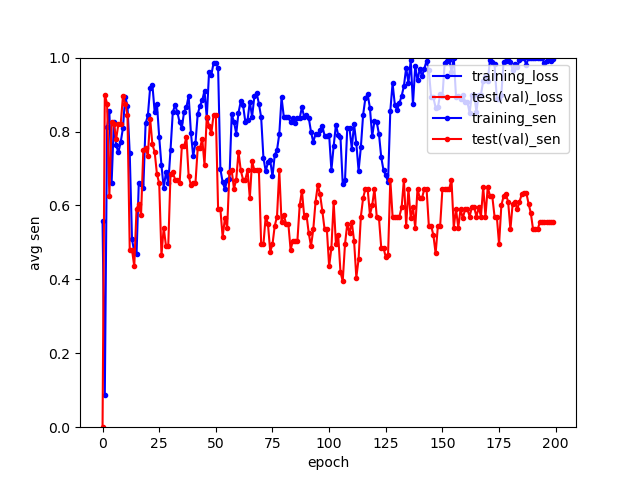 1.0
0.8
0.6
0.4
0.2
0.0
avg sen
training_loss
test(val)_loss
training_sen
test(val)_sen
0 25 50 75 100 125 150 175 200
epoch